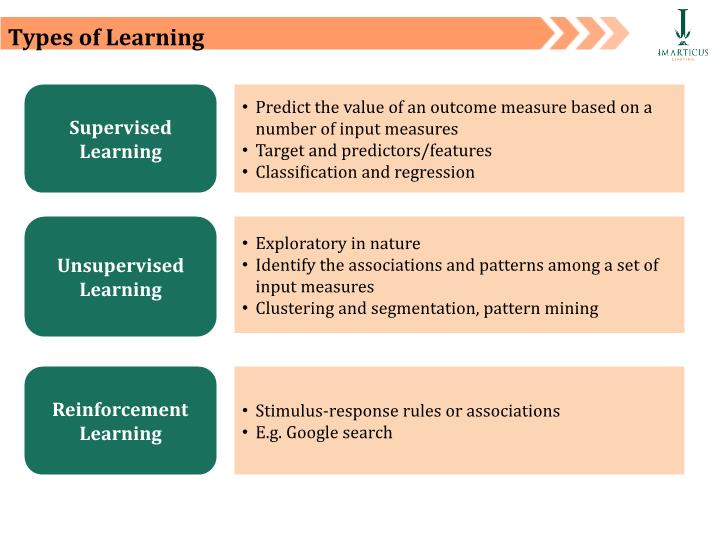 Types of Learning
IMARTICUS
LEARNING
Supervised
Learning
• Predict the value of an outcome measure based on a
number of input measures
• Target and predictors/features
• Classification and regression
Unsupervised
Learning
• Exploratory in nature
• Identify the associations and patterns among a set of
input measures
• Clustering and segmentation, pattern mining
Reinforcement
Learning
• Stimulus-response rules or associations
• E.g. Google search